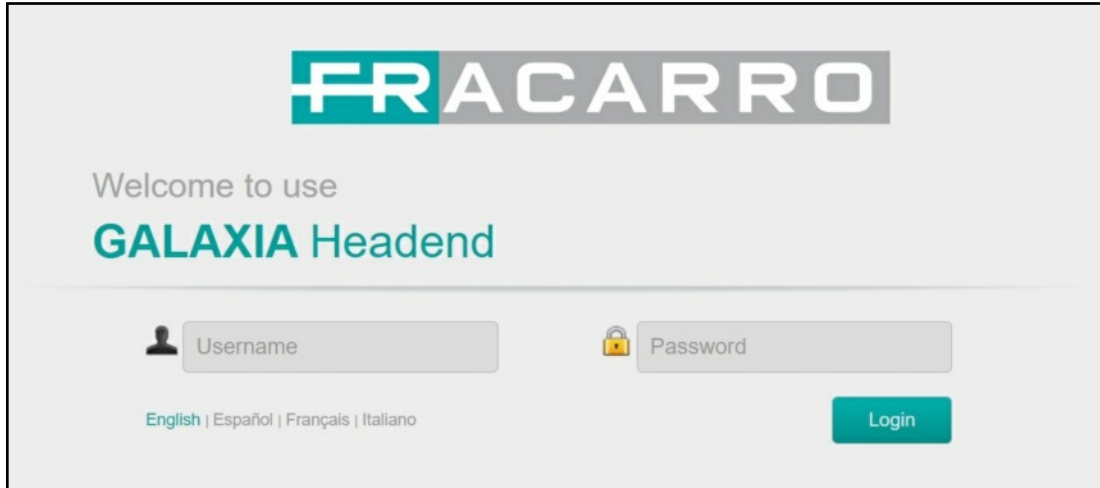 FRACARRO
Welcome to use
GALAXIA Headend
Username
Password
English | Español | Français | Italiano
Login